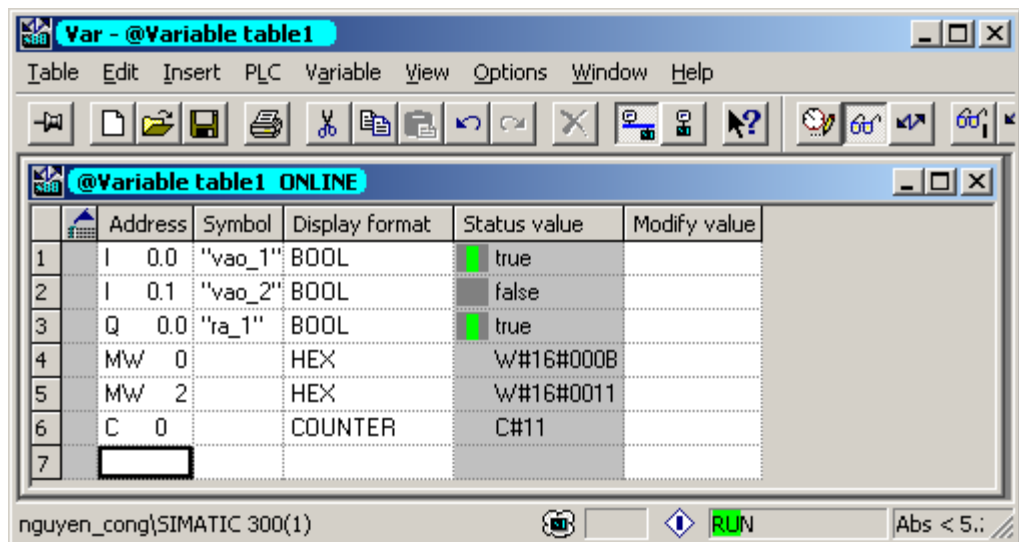 Var - @Variable table1
Table Edit Insert PLC Variable View Options Window Help
@Variable table1 ONLINE
Address Symbol Display format Status value Modify value
1 I 0.0 "vao_1" BOOL true
2 I 0.1 "vao_2" BOOL false
3 Q 0.0 "ra_1" BOOL true
4 MW 0 HEX W#16#000B
5 MW 2 HEX W#16#0011
6 C 0 COUNTER C#11
7
nguyen_cong\SIMATIC 300(1) RUN Abs < 5.